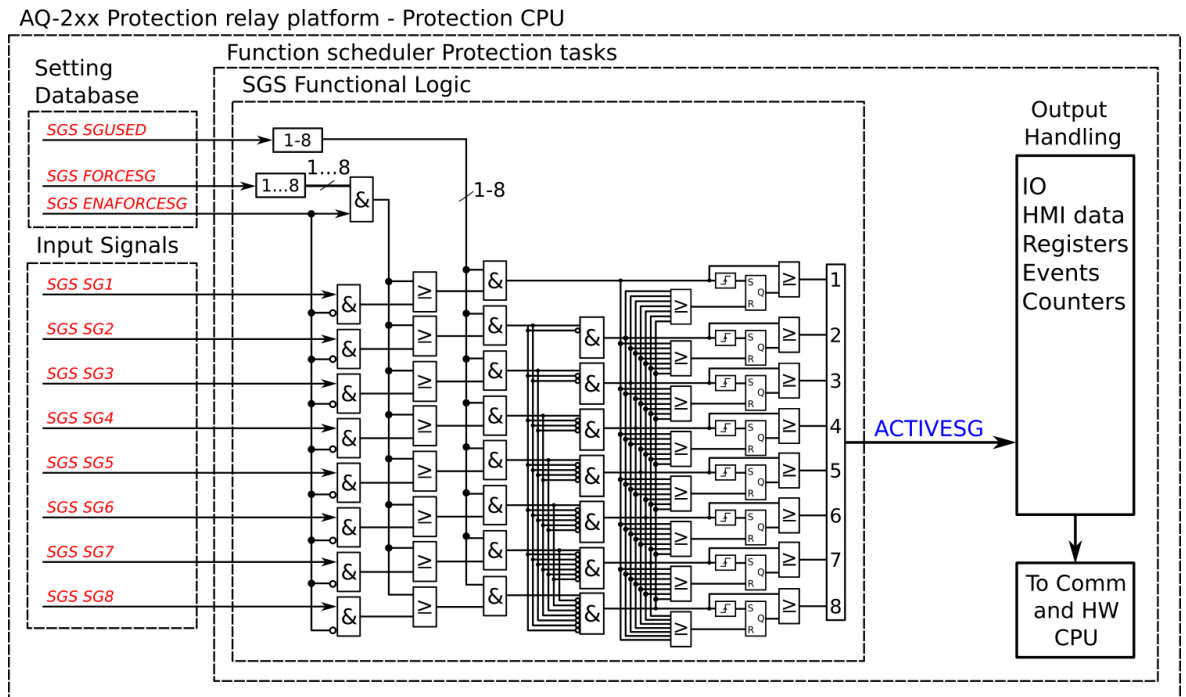 AQ-2xx Protection relay platform - Protection CPU
Function scheduler Protection tasks
SGS Functional Logic
Setting
Database
SGS SGUSED
SGS FORCESG
SGS ENAFORCESG
Input Signals
SGS SG1
SGS SG2
SGS SG3
SGS SG4
SGS SG5
SGS SG6
SGS SG7
SGS SG8
1-8
1...8
1...8
1-8
&
& & & & & & & &
≥ ≥ ≥ ≥ ≥ ≥ ≥ ≥
& & & & & & & &
& & & & & & &
≥ ≥ ≥ ≥ ≥ ≥ ≥ ≥
S Q R
S Q R
S Q R
S Q R
S Q R
S Q R
S Q R
S Q R
≥ ≥ ≥ ≥ ≥ ≥ ≥ ≥
1
2
3
4
5
6
7
8
ACTIVESG
Output
Handling
IO
HMI data
Registers
Events
Counters
To Comm
and HW
CPU